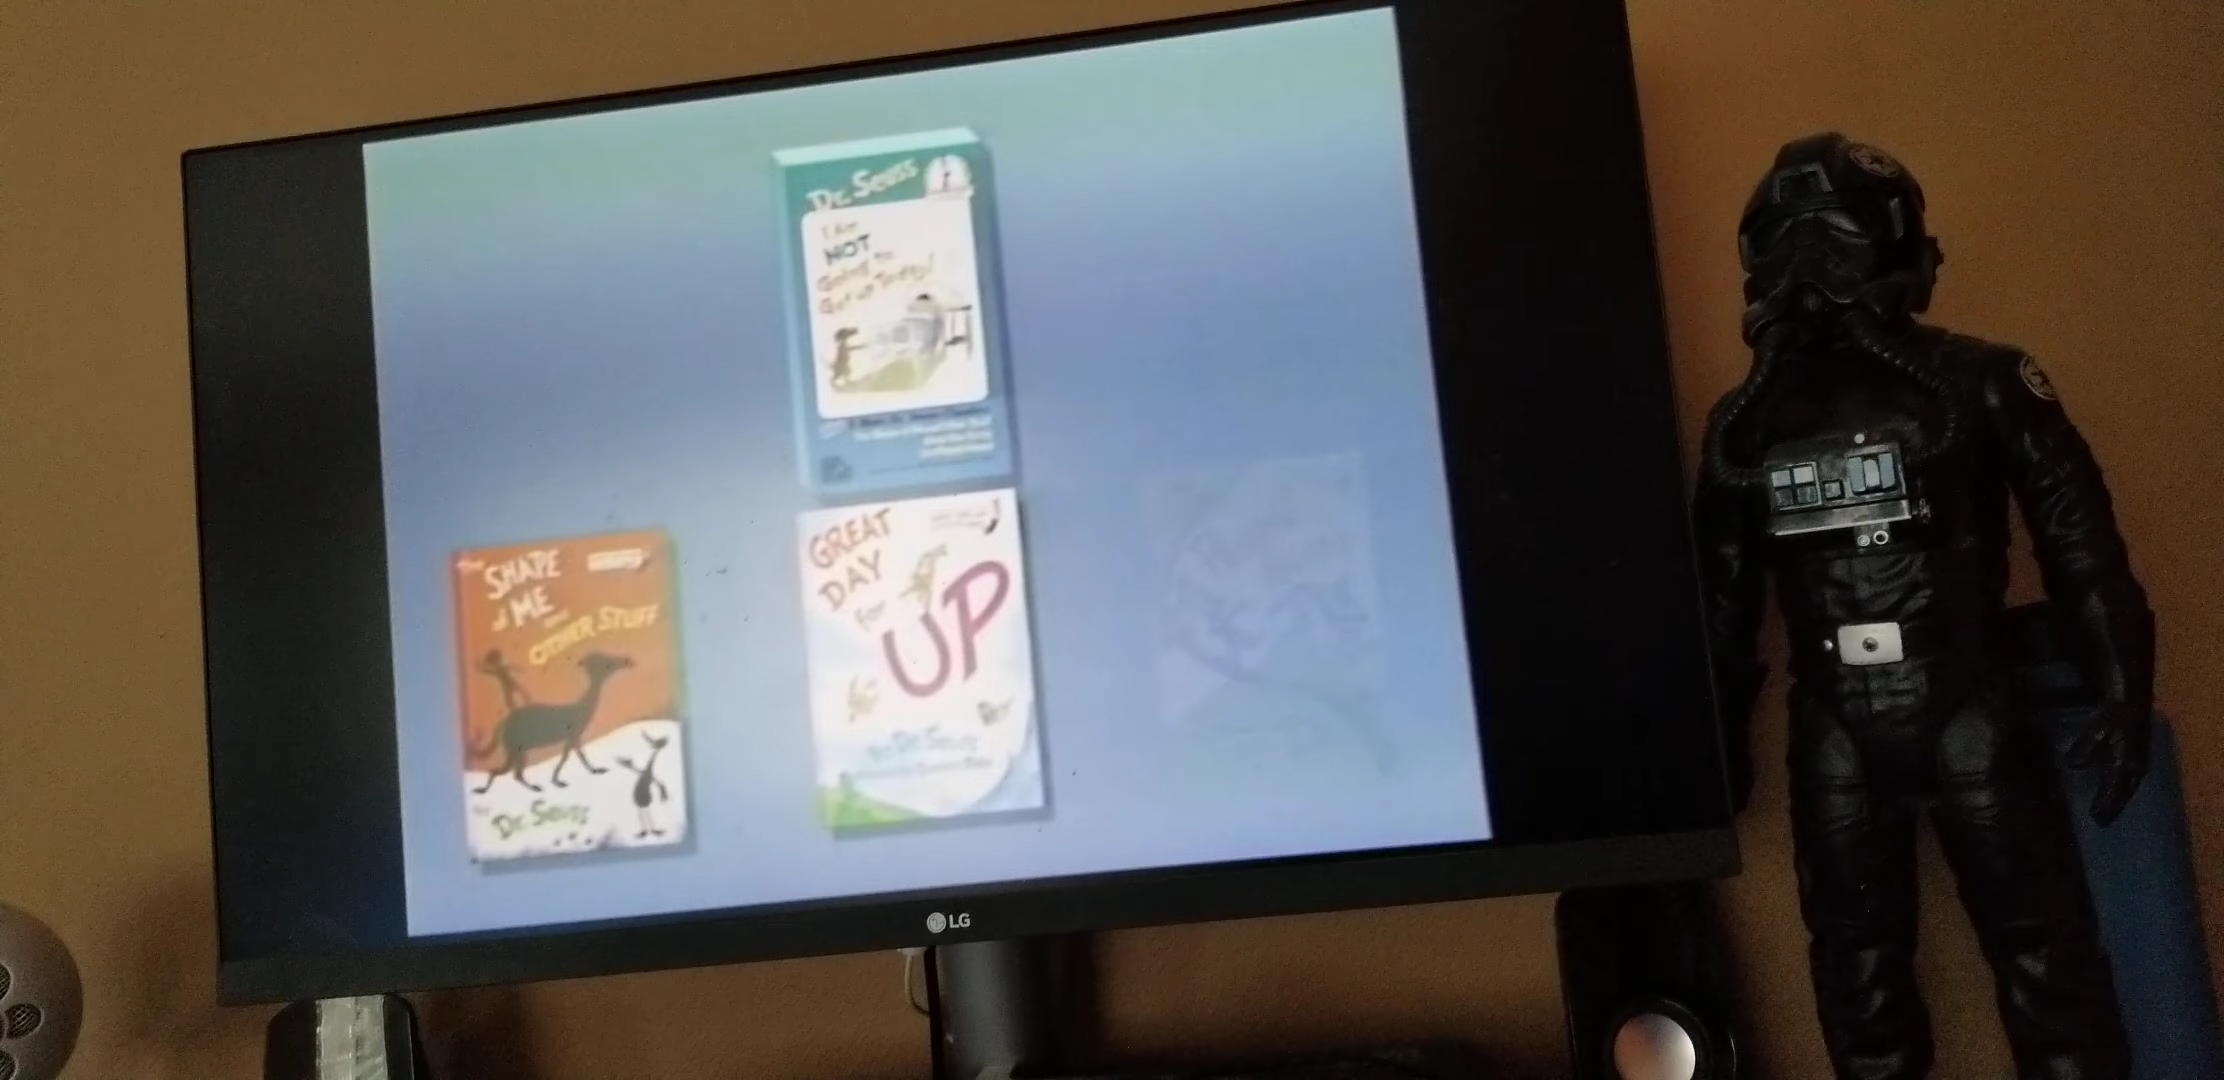 Dr. Seuss
I Am
NOT
Going to
Get up Today!
The
SHAPE
of ME
and
OTHER STUFF
by
Dr. Seuss
GREAT
DAY
for
UP
By Dr. Seuss
LG